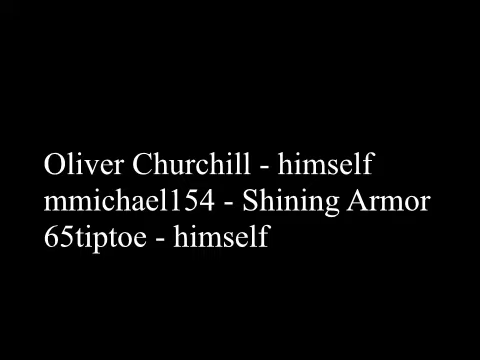 Oliver Churchill - himself
mmichael154 - Shining Armor
65tiptoe - himself